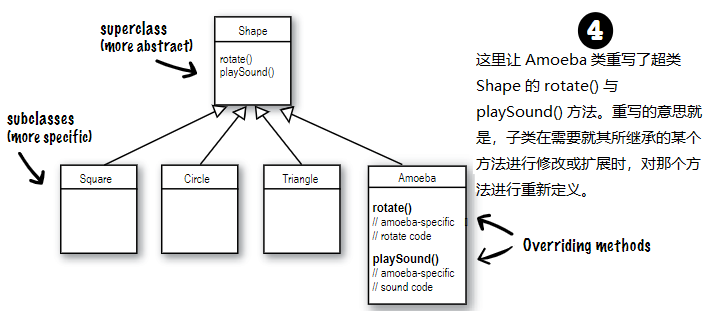 superclass
(more abstract)
Shape
rotate()
playSound()
subclasses
(more specific)
Square
Circle
Triangle
Amoeba
rotate()
// amoeba-specific
// rotate code
playSound()
// amoeba-specific
// sound code
Overriding methods
4
这里让 Amoeba 类重写了超类
Shape 的 rotate() 与
playSound() 方法。重写的意思就
是，子类在需要就其所继承的某个
方法进行修改或扩展时，对那个方
法进行重新定义。